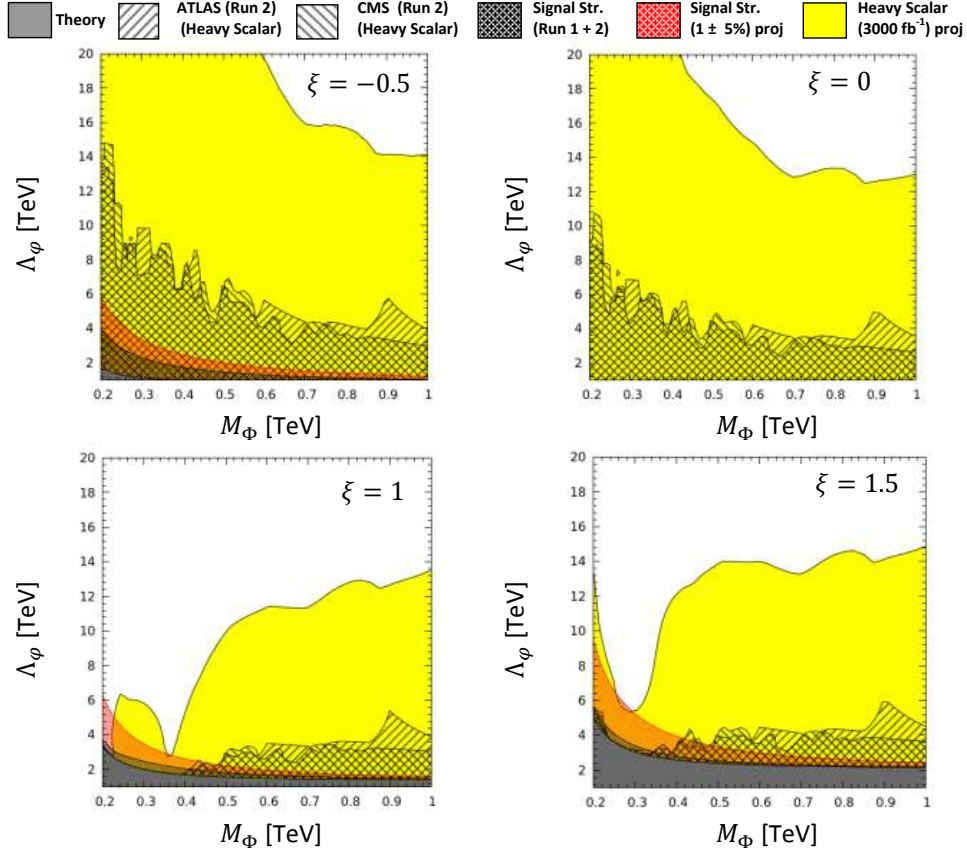 Theory
ATLAS (Run 2)
(Heavy Scalar)
CMS (Run 2)
(Heavy Scalar)
Signal Str.
(Run 1 + 2)
Signal Str.
(1 ± 5%) proj
Heavy Scalar
(3000 fb⁻¹) proj
20
18
16
14
12
10
8
6
4
2
0.2 0.3 0.4 0.5 0.6 0.7 0.8 0.9 1
Λφ [TeV]
MΦ [TeV]
ξ = −0.5
20
18
16
14
12
10
8
6
4
2
0.2 0.3 0.4 0.5 0.6 0.7 0.8 0.9 1
Λφ [TeV]
MΦ [TeV]
ξ = 0
20
18
16
14
12
10
8
6
4
2
0.2 0.3 0.4 0.5 0.6 0.7 0.8 0.9 1
Λφ [TeV]
MΦ [TeV]
ξ = 1
20
18
16
14
12
10
8
6
4
2
0.2 0.3 0.4 0.5 0.6 0.7 0.8 0.9 1
Λφ [TeV]
MΦ [TeV]
ξ = 1.5